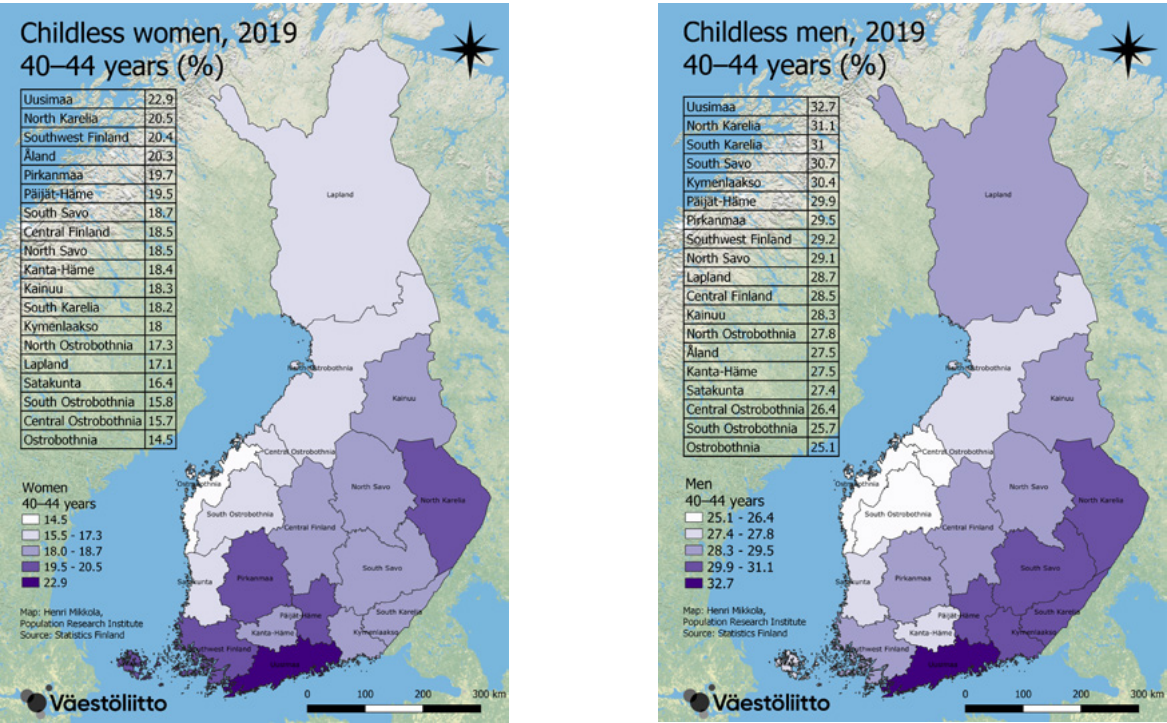 Childless women, 2019
40–44 years (%)
Uusimaa 22.9
North Karelia 20.5
Southwest Finland 20.4
Åland 20.3
Pirkanmaa 19.7
Päijät-Häme 19.5
South Savo 18.7
Central Finland 18.5
North Savo 18.5
Kanta-Häme 18.4
Kainuu 18.3
South Karelia 18.2
Kymenlaakso 18
North Ostrobothnia 17.3
Lapland 17.1
Satakunta 16.4
South Ostrobothnia 15.8
Central Ostrobothnia 15.7
Ostrobothnia 14.5
Lapland
North Ostrobothnia
Kainuu
Central Ostrobothnia
Ostrobothnia
North Savo
North Karelia
South Ostrobothnia
Central Finland
South Savo
Satakunta
Pirkanmaa
South Karelia
Päijät-Häme
Kanta-Häme
Kymenlaakso
Southwest Finland
Uusimaa
Women
40–44 years
14.5
15.5 - 17.3
18.0 - 18.7
19.5 - 20.5
22.9
Map: Henri Mikkola,
Population Research Institute
Source: Statistics Finland
Väestöliitto
0 100 200 300 km
Childless men, 2019
40–44 years (%)
Uusimaa 32.7
North Karelia 31.1
South Karelia 31
South Savo 30.7
Kymenlaakso 30.4
Päijät-Häme 29.9
Pirkanmaa 29.5
Southwest Finland 29.2
North Savo 29.1
Lapland 28.7
Central Finland 28.5
Kainuu 28.3
North Ostrobothnia 27.8
Åland 27.5
Kanta-Häme 27.5
Satakunta 27.4
Central Ostrobothnia 26.4
South Ostrobothnia 25.7
Ostrobothnia 25.1
Lapland
North Ostrobothnia
Kainuu
Central Ostrobothnia
Ostrobothnia
North Savo
North Karelia
South Ostrobothnia
Central Finland
South Savo
Satakunta
Pirkanmaa
South Karelia
Päijät-Häme
Kanta-Häme
Kymenlaakso
Southwest Finland
Uusimaa
Men
40–44 years
25.1 - 26.4
27.4 - 27.8
28.3 - 29.5
29.9 - 31.1
32.7
Map: Henri Mikkola,
Population Research Institute
Source: Statistics Finland
Väestöliitto
0 100 200 300 km